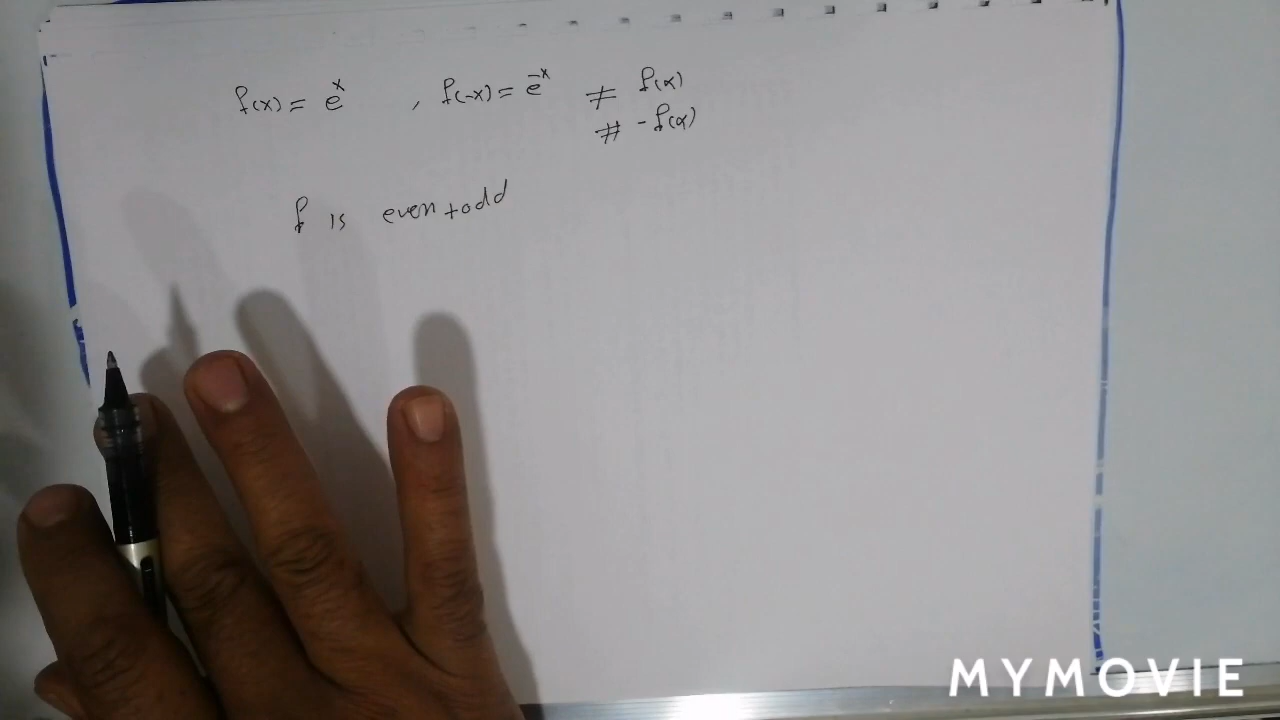 f(x) = e^x , f(-x) = e^-x ≠ f(x)
≠ -f(x)
f is even+odd
MYMOVIE